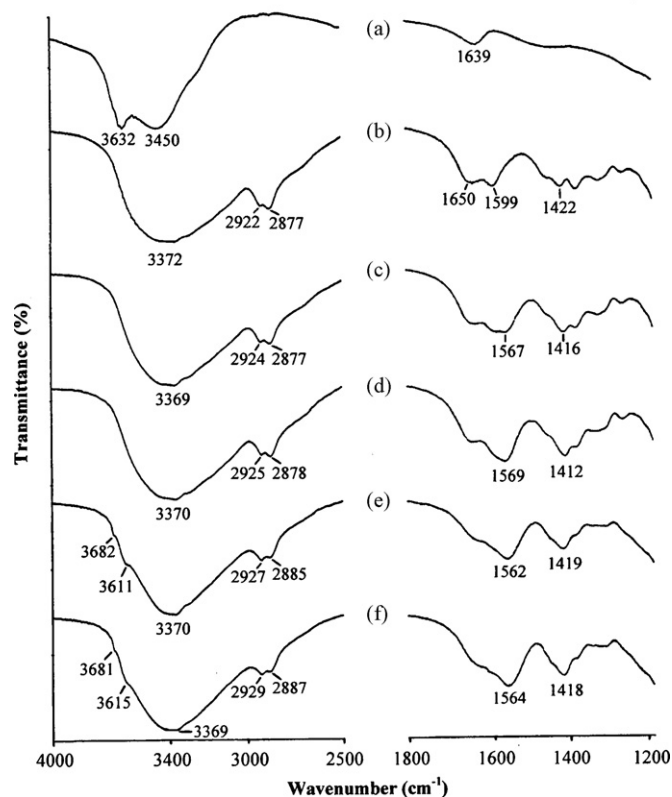 (a)
1639
3632 3450
(b)
2922 2877
1650 1599 1422
3372
(c)
2924 2877
1567 1416
3369
(d)
2925 2878
1569 1412
3370
(e)
3682
3611
2927 2885
1562 1419
3370
(f)
3681
3615
2929 2887
1564 1418
3369
Transmittance (%)
4000 3400 3000 2500 1800 1600 1400 1200
Wavenumber (cm⁻¹)